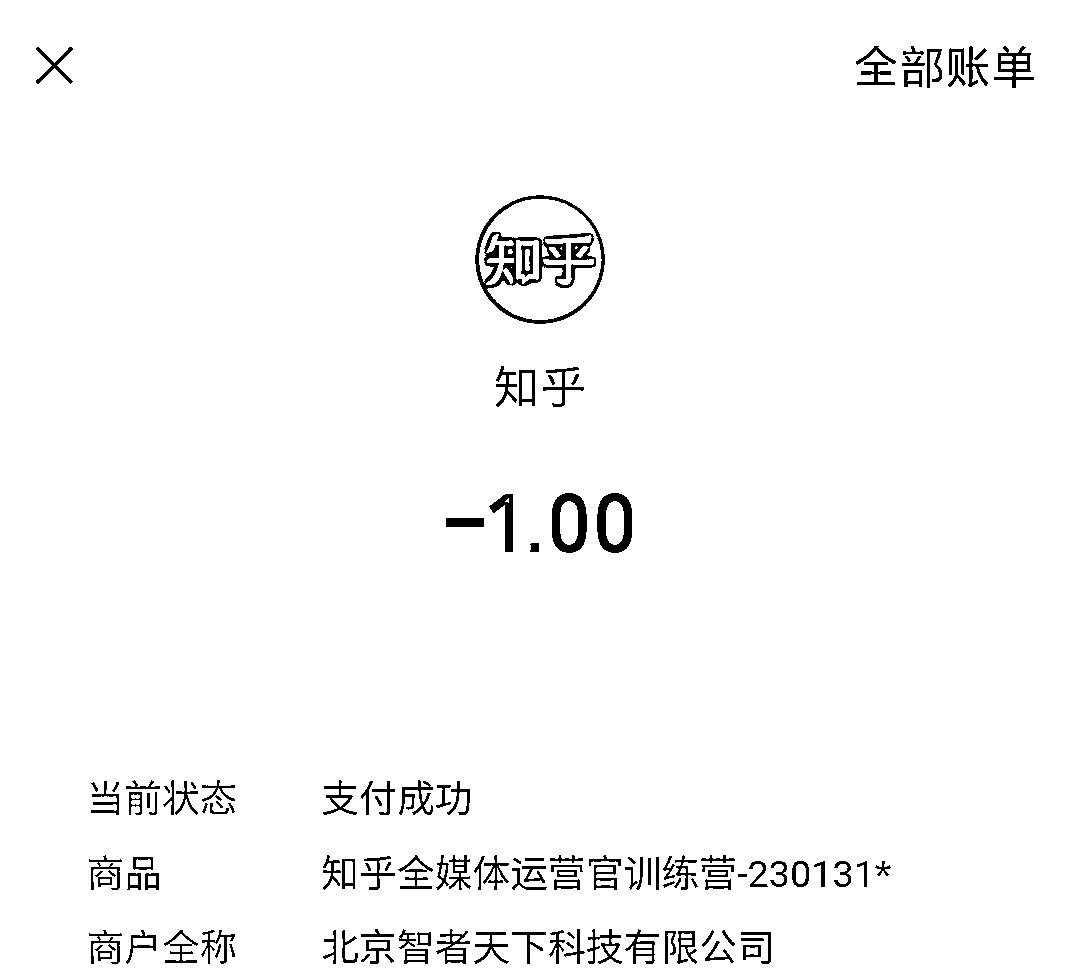 全部账单
知乎
知乎
-1.00
当前状态 支付成功
商品 知乎全媒体运营官训练营-230131*
商户全称 北京智者天下科技有限公司